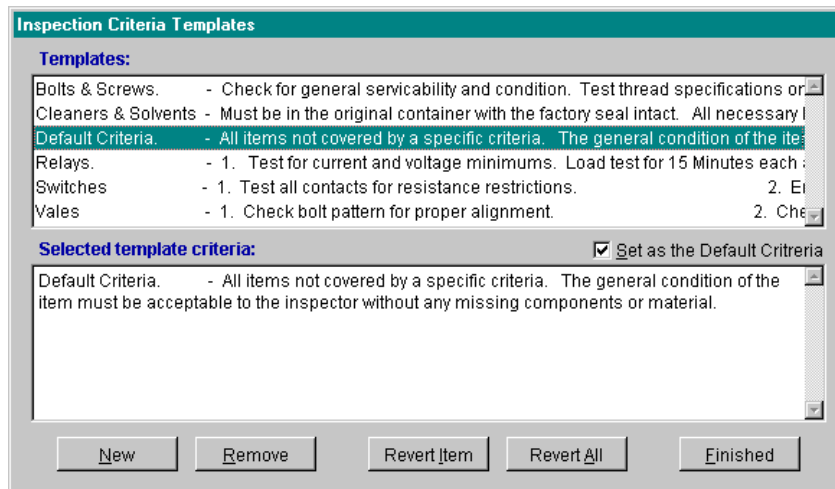 Inspection Criteria Templates
Templates:
Bolts & Screws. - Check for general servicability and condition. Test thread specifications or
Cleaners & Solvents - Must be in the original container with the factory seal intact. All necessary
Default Criteria. - All items not covered by a specific criteria. The general condition of the ite
Relays. - 1. Test for current and voltage minimums. Load test for 15 Minutes each
Switches - 1. Test all contacts for resistance restrictions. 2. E
Vales - 1. Check bolt pattern for proper alignment. 2. Che
Selected template criteria:
Set as the Default Critreria
Default Criteria. - All items not covered by a specific criteria. The general condition of the
item must be acceptable to the inspector without any missing components or material.
New
Remove
Revert Item
Revert All
Finished